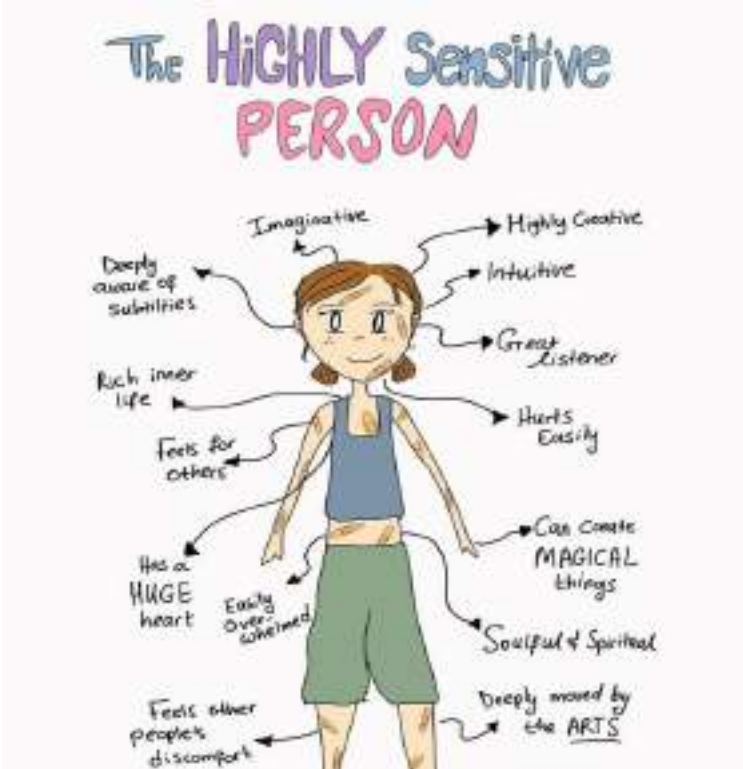 The HiGHLY Sensitive
PERSON
Imaginative
Highly Creative
Deeply
aware of
subtilties
Intuitive
Great
listener
Rich inner
life
Hurts
Easily
Feels for
others
Can Create
MAGICAL
things
Has a
HUGE
heart
Easily
over-
whelmed
Soulful & Spiritual
Feels other
people's
discomfort
Deeply moved by
the ARTS